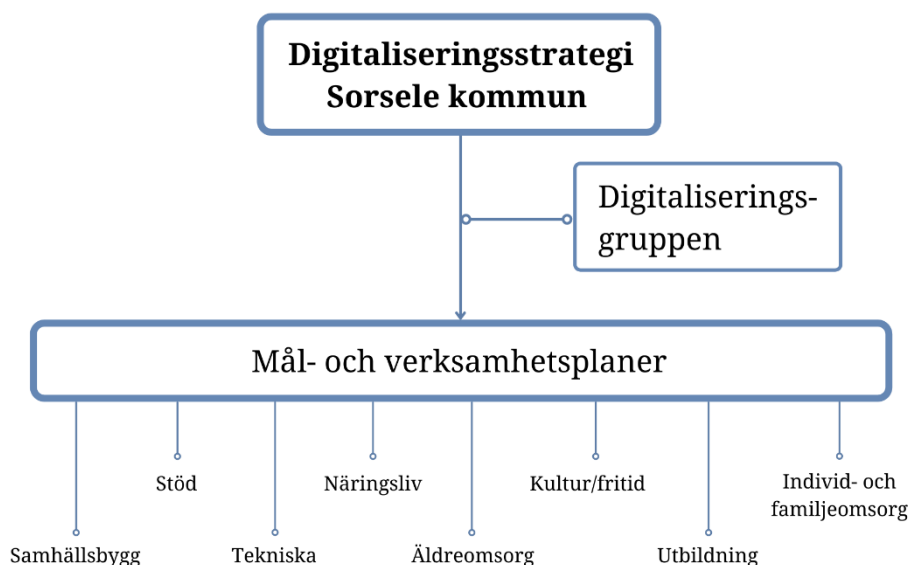 Digitaliseringsstrategi
Sorsele kommun
Digitaliserings-
gruppen
Mål- och verksamhetsplaner
Stöd
Näringsliv
Kultur/fritid
Individ- och
familjeomsorg
Samhällsbygg
Tekniska
Äldreomsorg
Utbildning